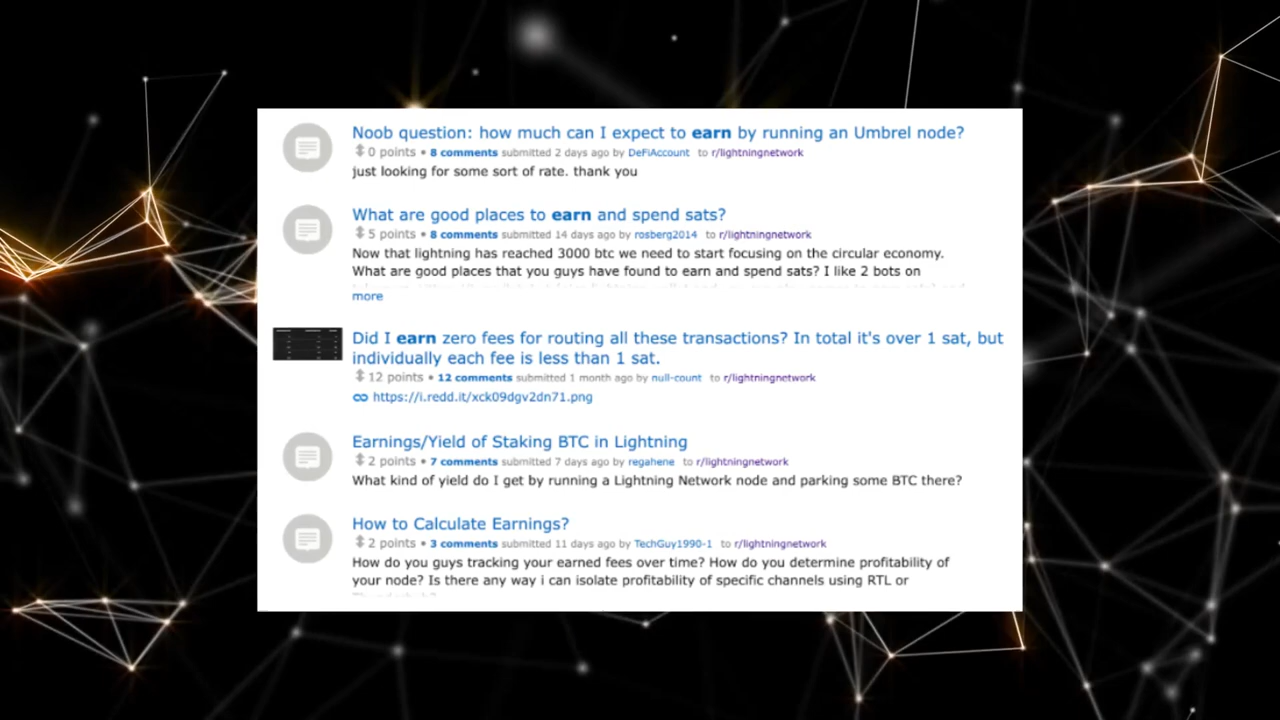 Noob question: how much can I expect to earn by running an Umbrel node?
0 points • 8 comments submitted 2 days ago by DeFiAccount to r/lightningnetwork
just looking for some sort of rate. thank you
What are good places to earn and spend sats?
5 points • 8 comments submitted 14 days ago by rosberg2014 to r/lightningnetwork
Now that lightning has reached 3000 btc we need to start focusing on the circular economy.
What are good places that you guys have found to earn and spend sats? I like 2 bots on
more
Did I earn zero fees for routing all these transactions? In total it's over 1 sat, but
individually each fee is less than 1 sat.
12 points • 12 comments submitted 1 month ago by null-count to r/lightningnetwork
https://i.redd.it/xck09dgv2dn71.png
Earnings/Yield of Staking BTC in Lightning
2 points • 7 comments submitted 7 days ago by regahene to r/lightningnetwork
What kind of yield do I get by running a Lightning Network node and parking some BTC there?
How to Calculate Earnings?
2 points • 3 comments submitted 11 days ago by TechGuy1990-1 to r/lightningnetwork
How do you guys tracking your earned fees over time? How do you determine profitability of
your node? Is there any way i can isolate profitability of specific channels using RTL or